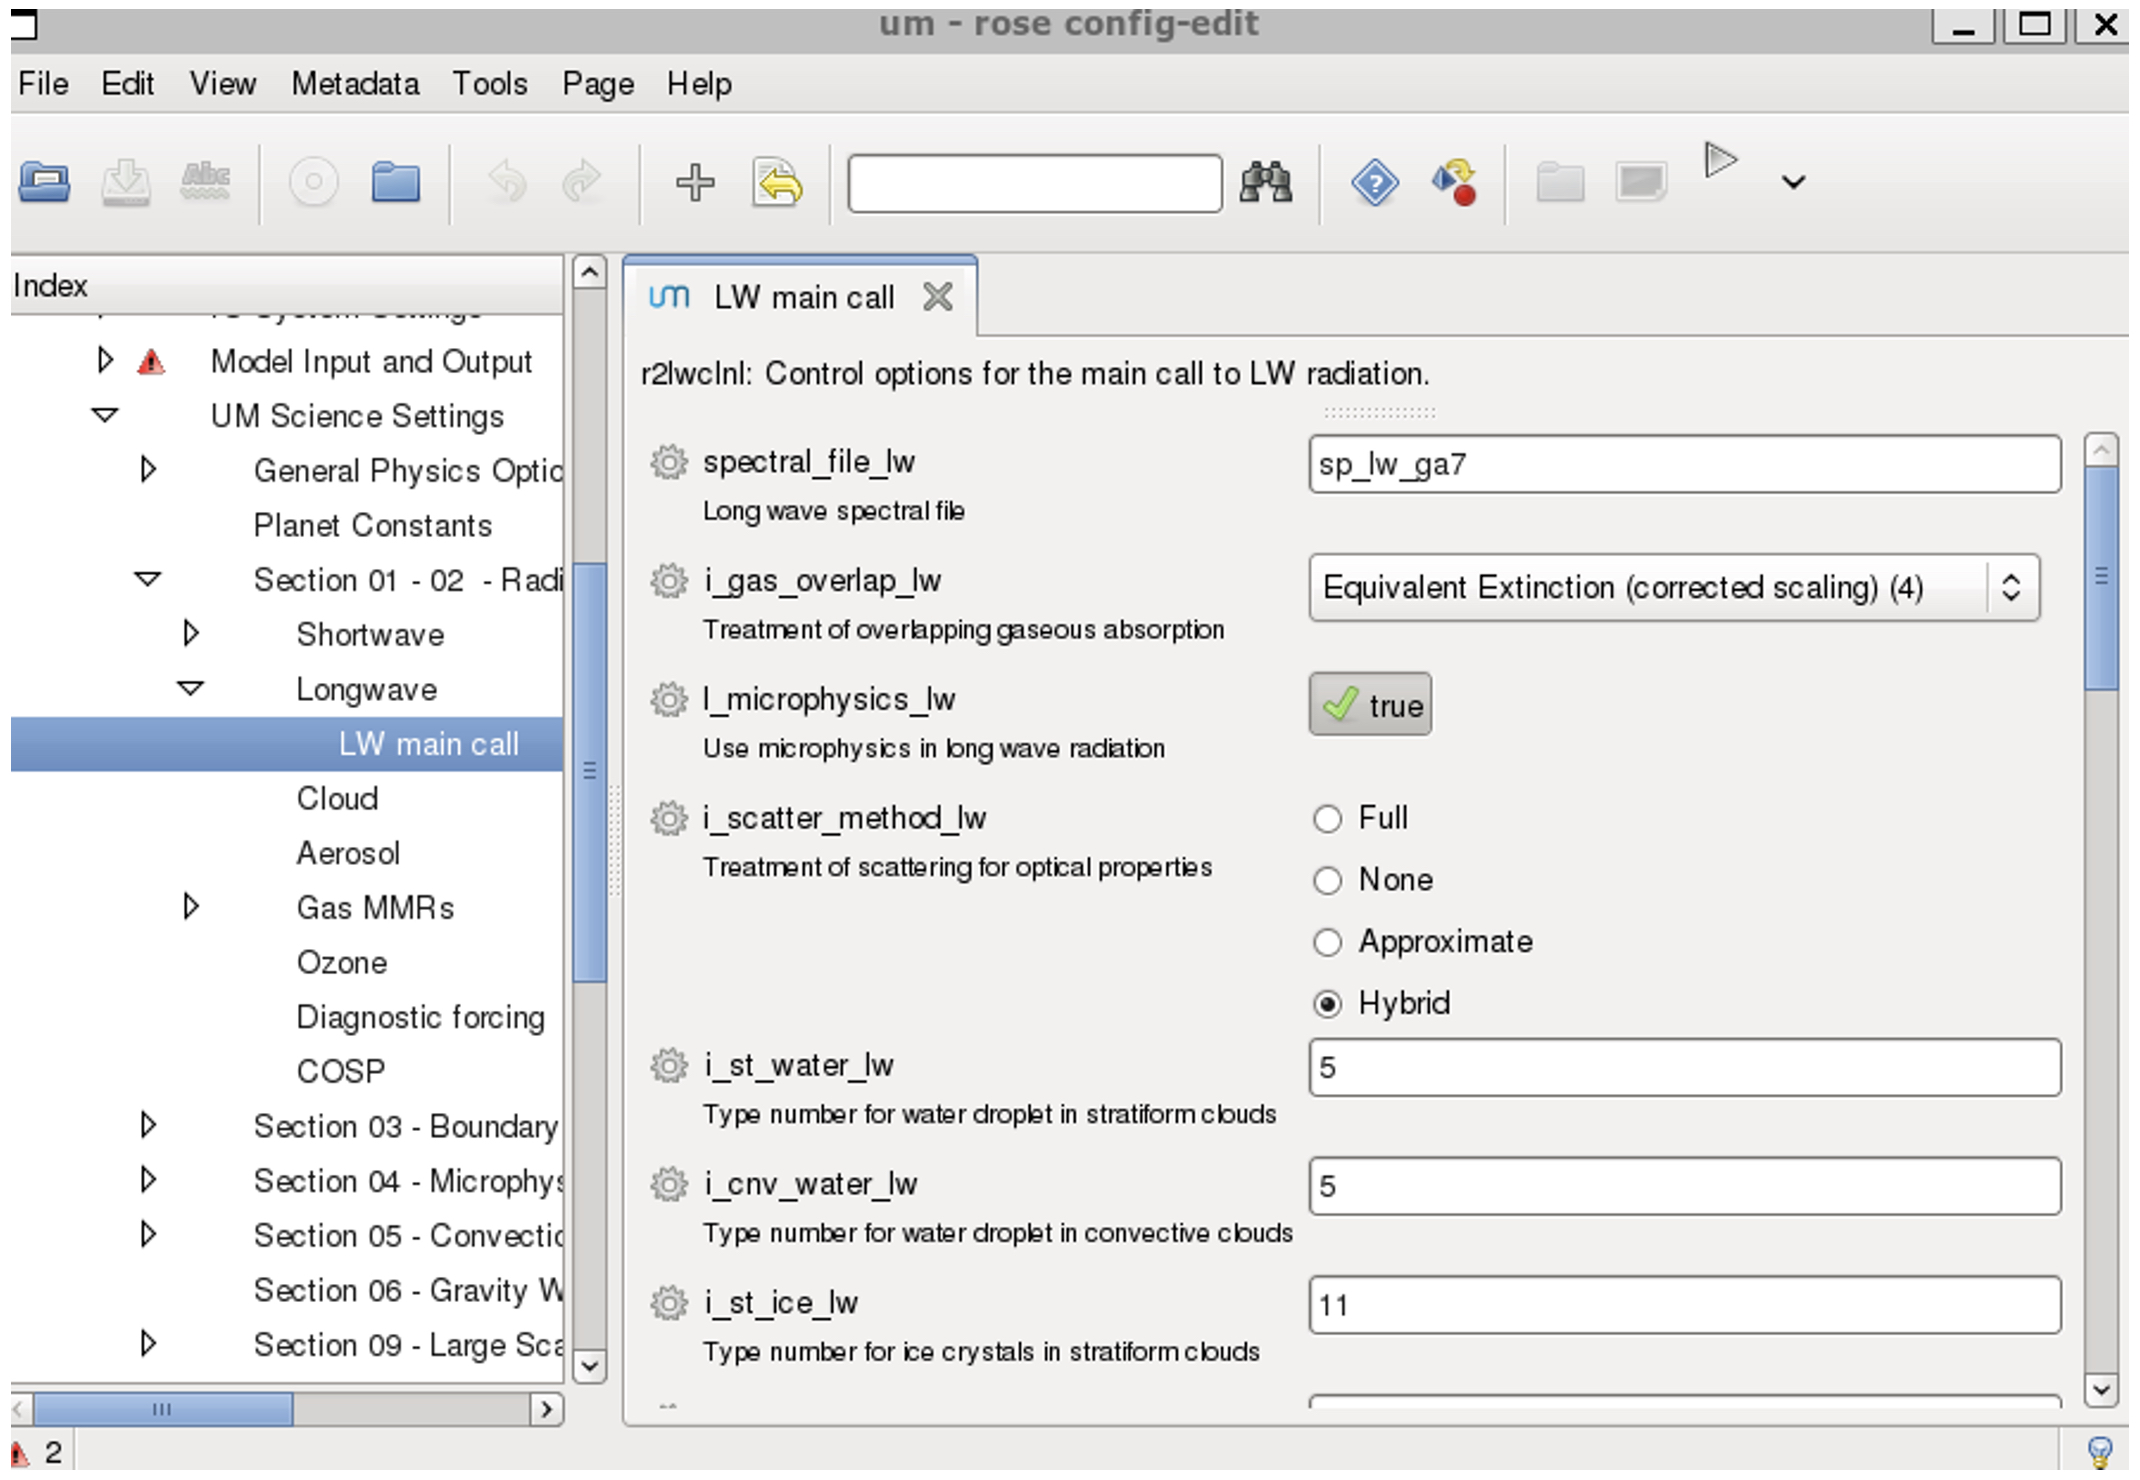 um - rose config-edit
File Edit View Metadata Tools Page Help
Abc
Index
Model Input and Output
UM Science Settings
General Physics Optic
Planet Constants
Section 01 - 02 - Radi
Shortwave
Longwave
LW main call
Cloud
Aerosol
Gas MMRs
Ozone
Diagnostic forcing
COSP
Section 03 - Boundary
Section 04 - Microphys
Section 05 - Convectio
Section 06 - Gravity W
Section 09 - Large Sca
2
um LW main call
r2lwclnl: Control options for the main call to LW radiation.
spectral_file_lw sp_lw_ga7
Long wave spectral file
i_gas_overlap_lw Equivalent Extinction (corrected scaling) (4)
Treatment of overlapping gaseous absorption
l_microphysics_lw true
Use microphysics in long wave radiation
i_scatter_method_lw Full
Treatment of scattering for optical properties
None
Approximate
Hybrid
i_st_water_lw 5
Type number for water droplet in stratiform clouds
i_cnv_water_lw 5
Type number for water droplet in convective clouds
i_st_ice_lw 11
Type number for ice crystals in stratiform clouds